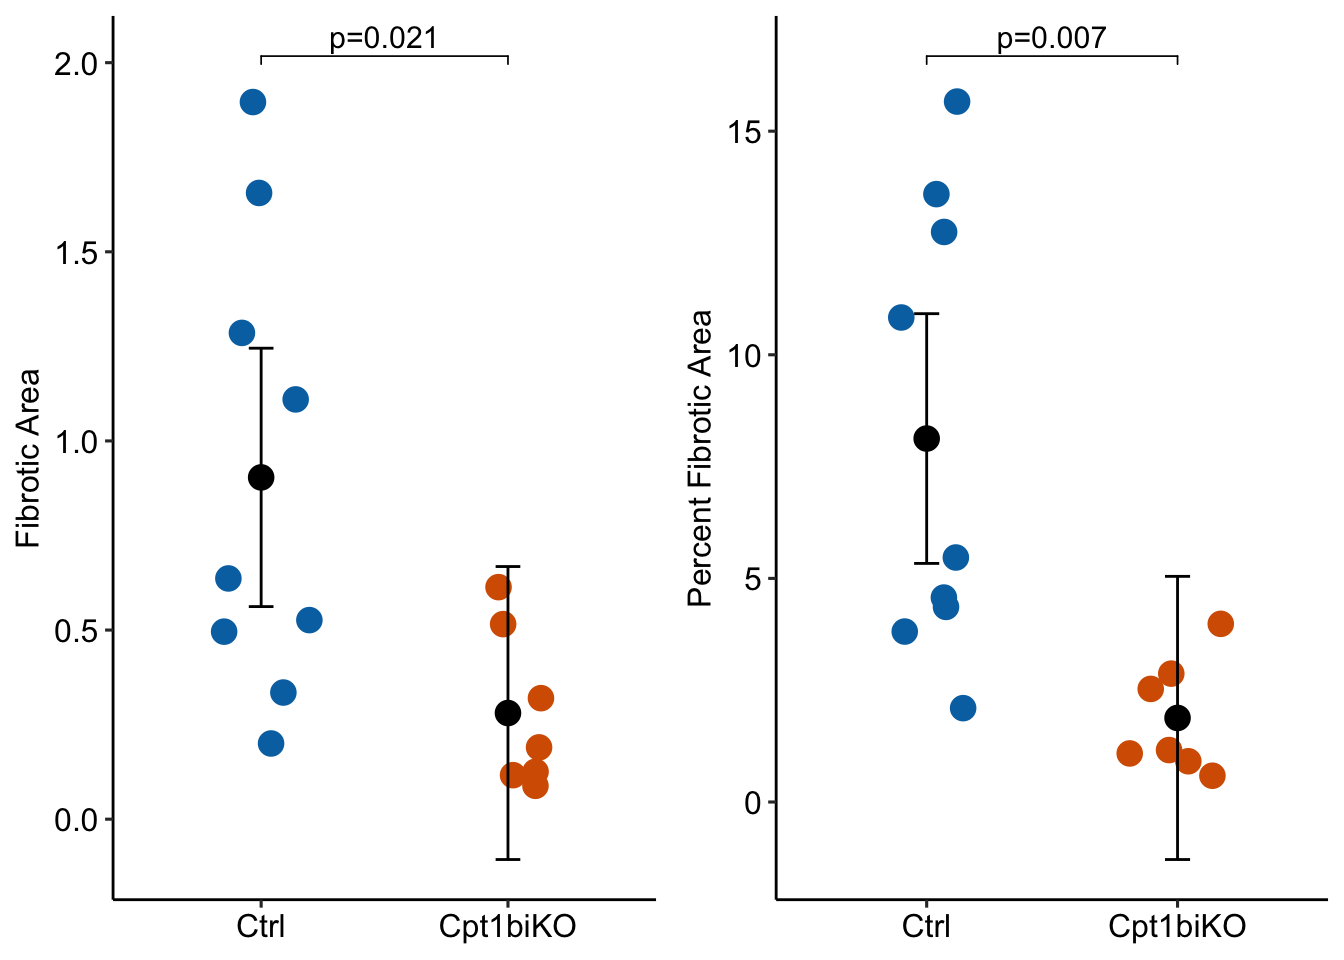 p=0.021
2.0
1.5
1.0
0.5
0.0
Fibrotic Area
Ctrl
Cpt1biKO
p=0.007
15
10
5
0
Percent Fibrotic Area
Ctrl
Cpt1biKO